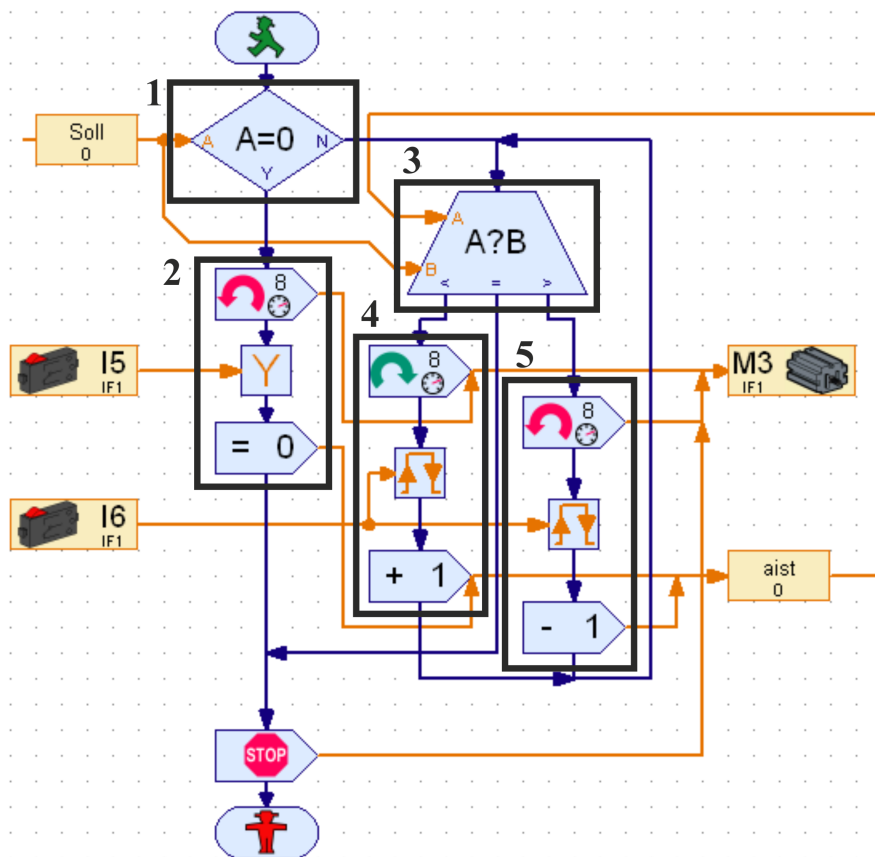 1
Soll
0
A
A=0
N
Y
3
A
A?B
B
<
=
>
2
8
4
8
5
I5
IF1
Y
M3
IF1
8
= 0
I6
IF1
+ 1
aist
0
- 1
STOP